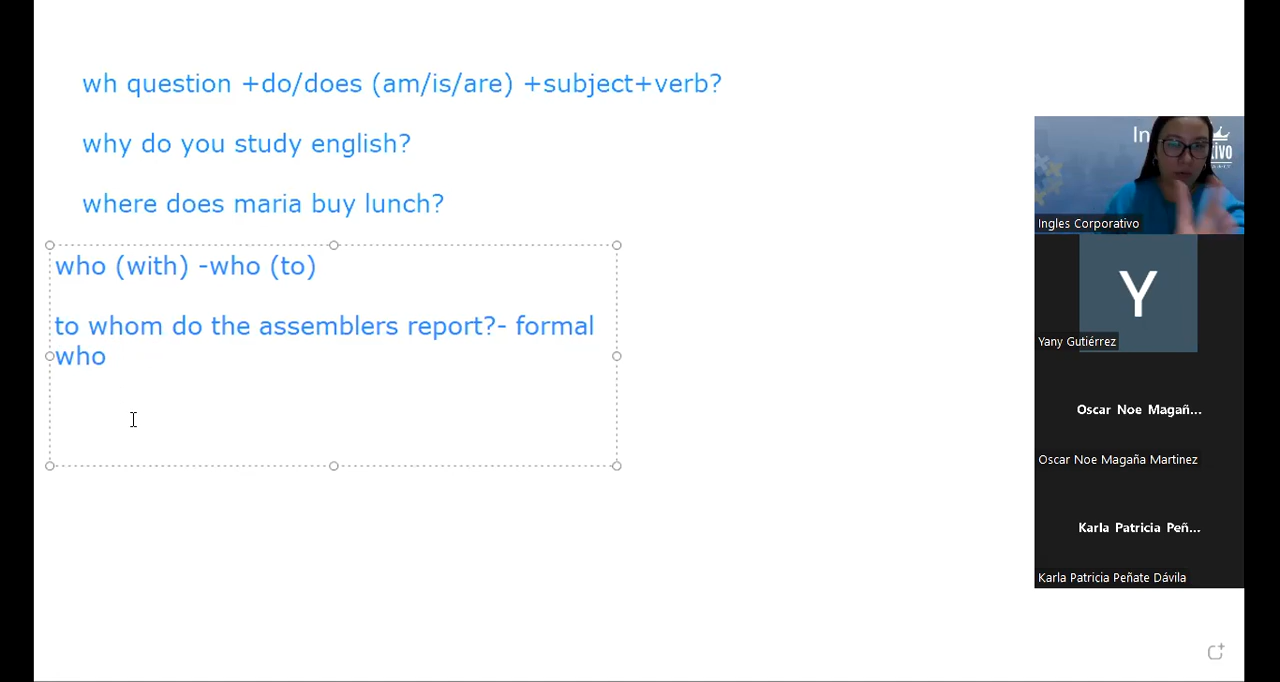 wh question +do/does (am/is/are) +subject+verb?
why do you study english?
where does maria buy lunch?
who (with) -who (to)
to whom do the assemblers report?- formal
who
In
IVO
Ingles Corporativo
Y
Yany Gutiérrez
Oscar Noe Magañ...
Oscar Noe Magaña Martinez
Karla Patricia Peñ...
Karla Patricia Peñate Dávila